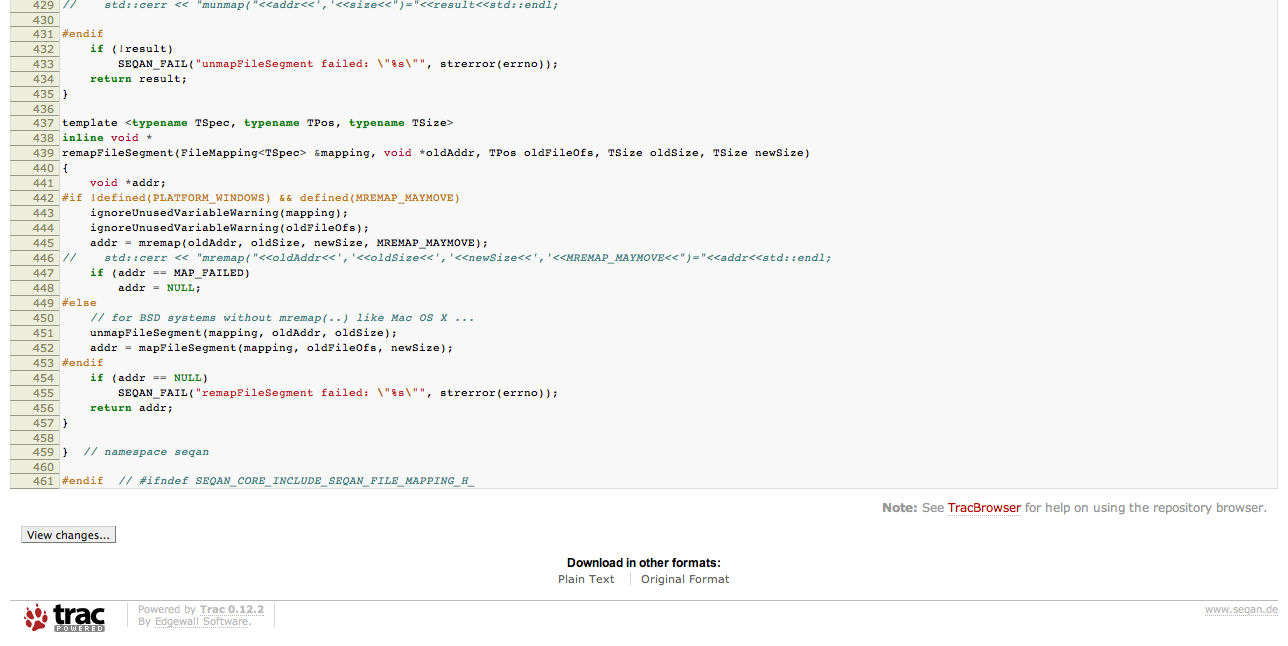 429 //    std::cerr << "munmap("<<addr<<','<<size<<")="<<result<<std::endl;
430
431 #endif
432     if (!result)
433         SEQAN_FAIL("unmapFileSegment failed: \"%s\"", strerror(errno));
434     return result;
435 }
436
437 template <typename TSpec, typename TPos, typename TSize>
438 inline void *
439 remapFileSegment(FileMapping<TSpec> &mapping, void *oldAddr, TPos oldFileOfs, TSize oldSize, TSize newSize)
440 {
441     void *addr;
442 #if !defined(PLATFORM_WINDOWS) && defined(MREMAP_MAYMOVE)
443     ignoreUnusedVariableWarning(mapping);
444     ignoreUnusedVariableWarning(oldFileOfs);
445     addr = mremap(oldAddr, oldSize, newSize, MREMAP_MAYMOVE);
446 //    std::cerr << "mremap("<<oldAddr<<','<<oldSize<<','<<newSize<<','<<MREMAP_MAYMOVE<<")="<<addr<<std::endl;
447     if (addr == MAP_FAILED)
448         addr = NULL;
449 #else
450     // for BSD systems without mremap(..) like Mac OS X ...
451     unmapFileSegment(mapping, oldAddr, oldSize);
452     addr = mapFileSegment(mapping, oldFileOfs, newSize);
453 #endif
454     if (addr == NULL)
455         SEQAN_FAIL("remapFileSegment failed: \"%s\"", strerror(errno));
456     return addr;
457 }
458
459 }  // namespace seqan
460
461 #endif  // #ifndef SEQAN_CORE_INCLUDE_SEQAN_FILE_MAPPING_H_
Note: See TracBrowser for help on using the repository browser.
View changes...
Download in other formats:
Plain Text Original Format
trac POWERED
Powered by Trac 0.12.2
By Edgewall Software.
www.seqan.de